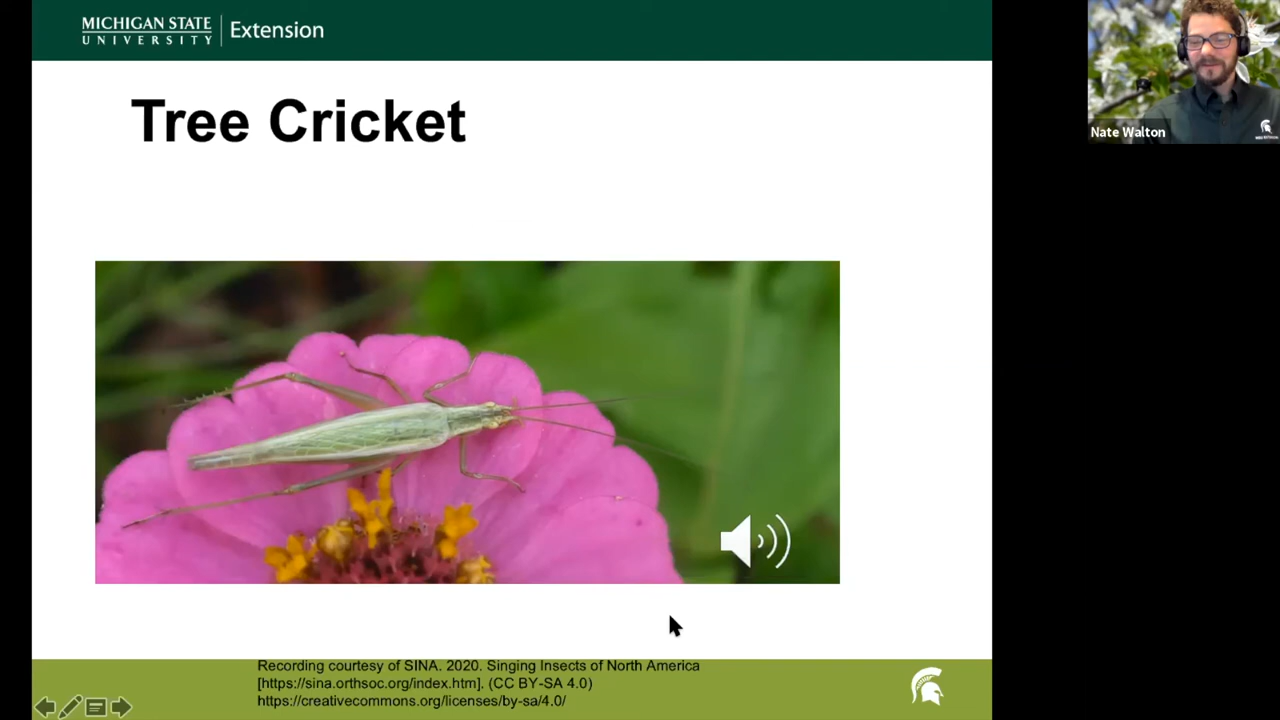 MICHIGAN STATE
UNIVERSITY
Extension
Nate Walton
Tree Cricket
Recording courtesy of SINA. 2020. Singing Insects of North America
[https://sina.orthsoc.org/index.htm]. (CC BY-SA 4.0)
https://creativecommons.org/licenses/by-sa/4.0/